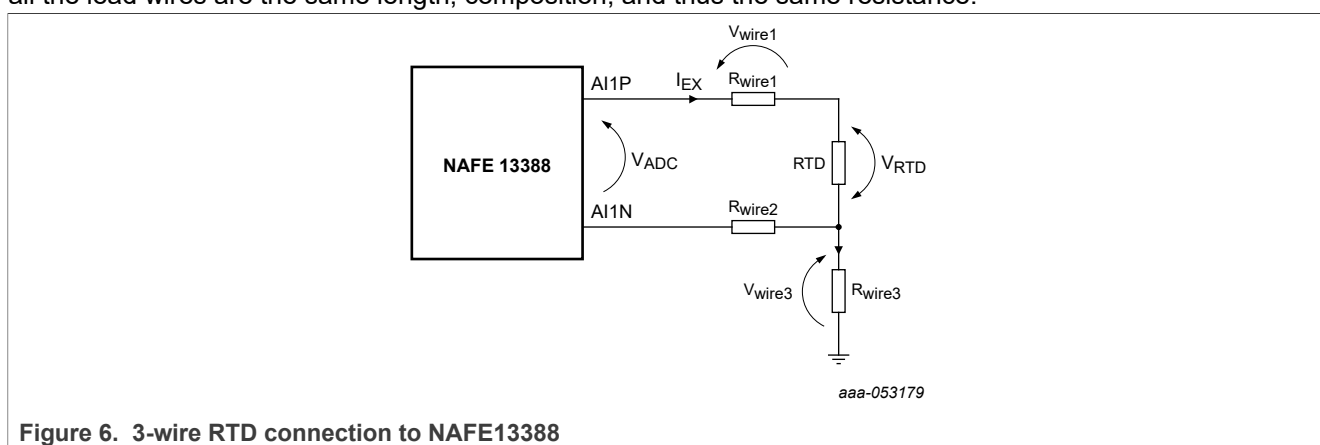 all the lead wires are the same length, composition, and thus the same resistance.
Vwire1
AI1P
IEX
Rwire1
NAFE 13388
VADC
RTD
VRTD
AI1N
Rwire2
Vwire3
Rwire3
aaa-053179
Figure 6. 3-wire RTD connection to NAFE13388